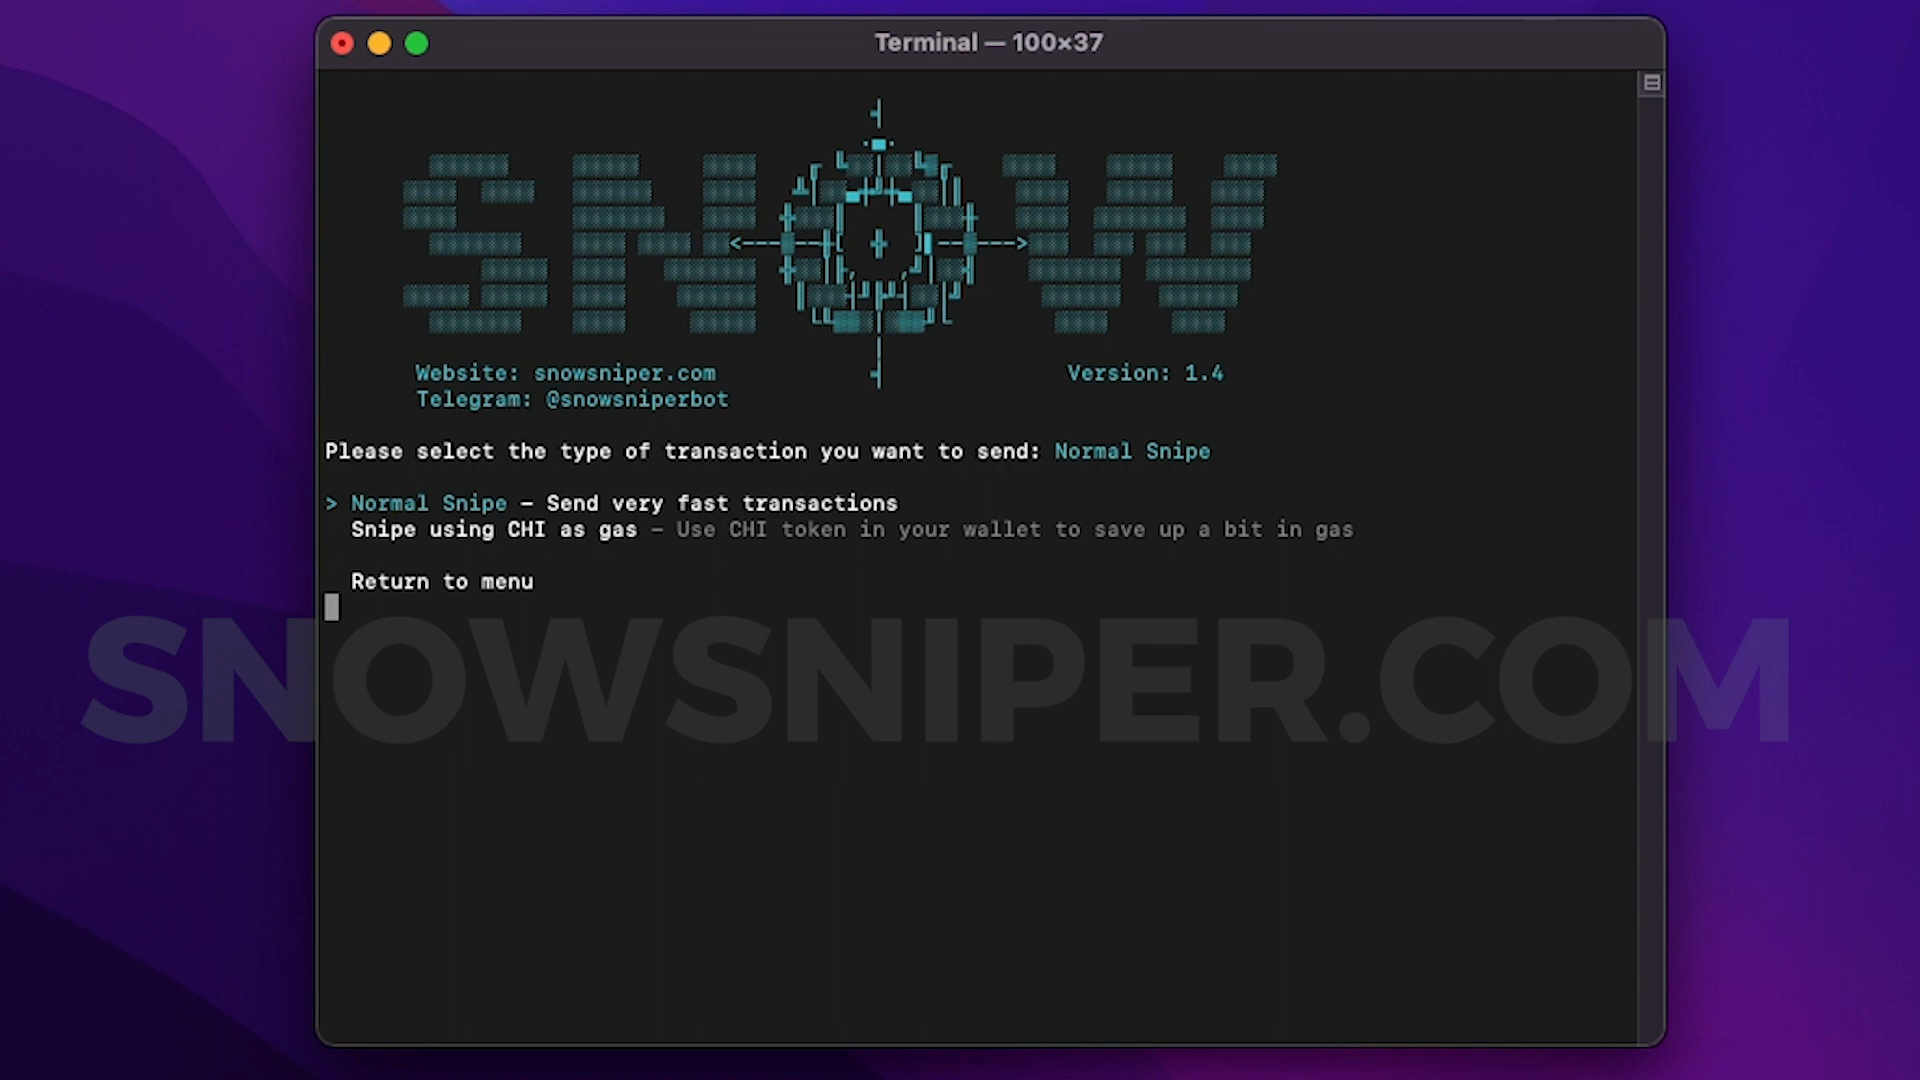 Terminal — 100×37
SNOW
Website: snowsniper.com
Version: 1.4
Telegram: @snowsniperbot
Please select the type of transaction you want to send: Normal Snipe
> Normal Snipe – Send very fast transactions
Snipe using CHI as gas – Use CHI token in your wallet to save up a bit in gas
Return to menu
SNOWSNIPER.COM